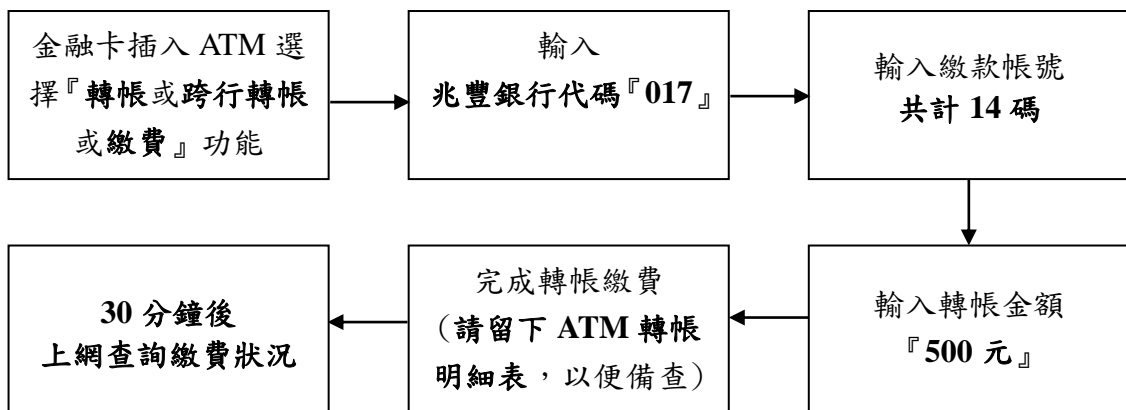 金融卡插入 ATM 選
擇『轉帳或跨行轉帳
或繳費』功能
輸入
兆豐銀行代碼『017』
輸入繳款帳號
共計 14 碼
輸入轉帳金額
『500 元』
完成轉帳繳費
（請留下 ATM 轉帳
明細表，以便備查）
30 分鐘後
上網查詢繳費狀況